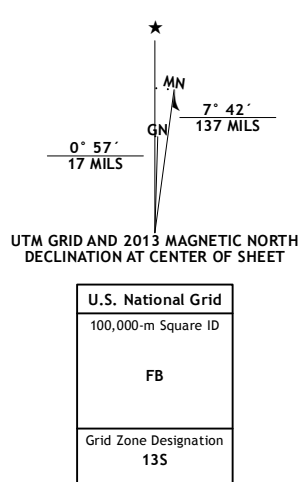 ★
MN
GN
7° 42´
137 MILS
0° 57´
17 MILS
UTM GRID AND 2013 MAGNETIC NORTH
DECLINATION AT CENTER OF SHEET
U.S. National Grid
100,000-m Square ID
FB
Grid Zone Designation
13S